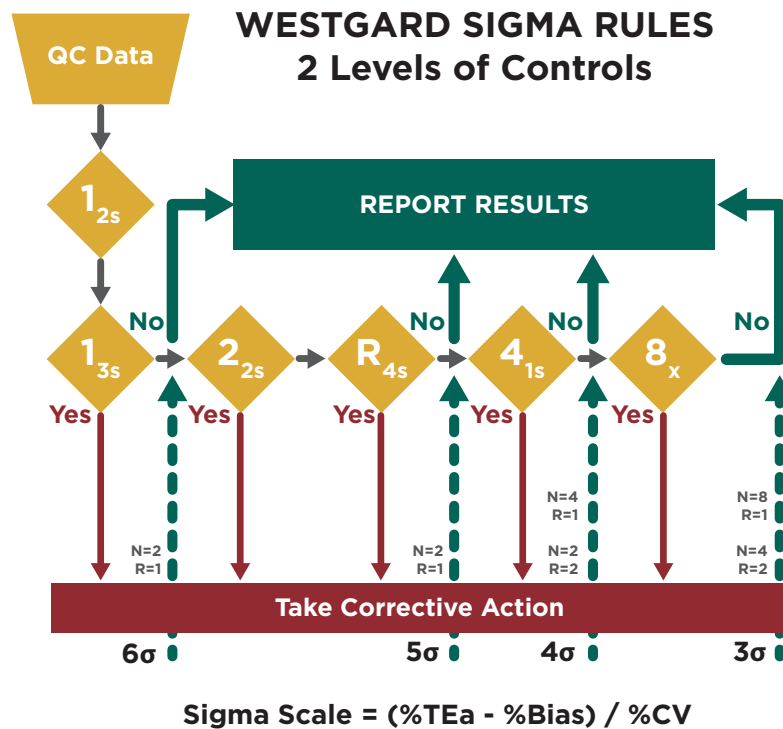 WESTGARD SIGMA RULES
2 Levels of Controls
QC Data
12s
REPORT RESULTS
No
No
No
No
13s
22s
R4s
41s
8x
Yes
Yes
Yes
Yes
Yes
N=4
R=1
N=8
R=1
N=2
R=1
N=2
R=1
N=2
R=2
N=4
R=2
Take Corrective Action
6σ
5σ
4σ
3σ
Sigma Scale = (%TEa - %Bias) / %CV